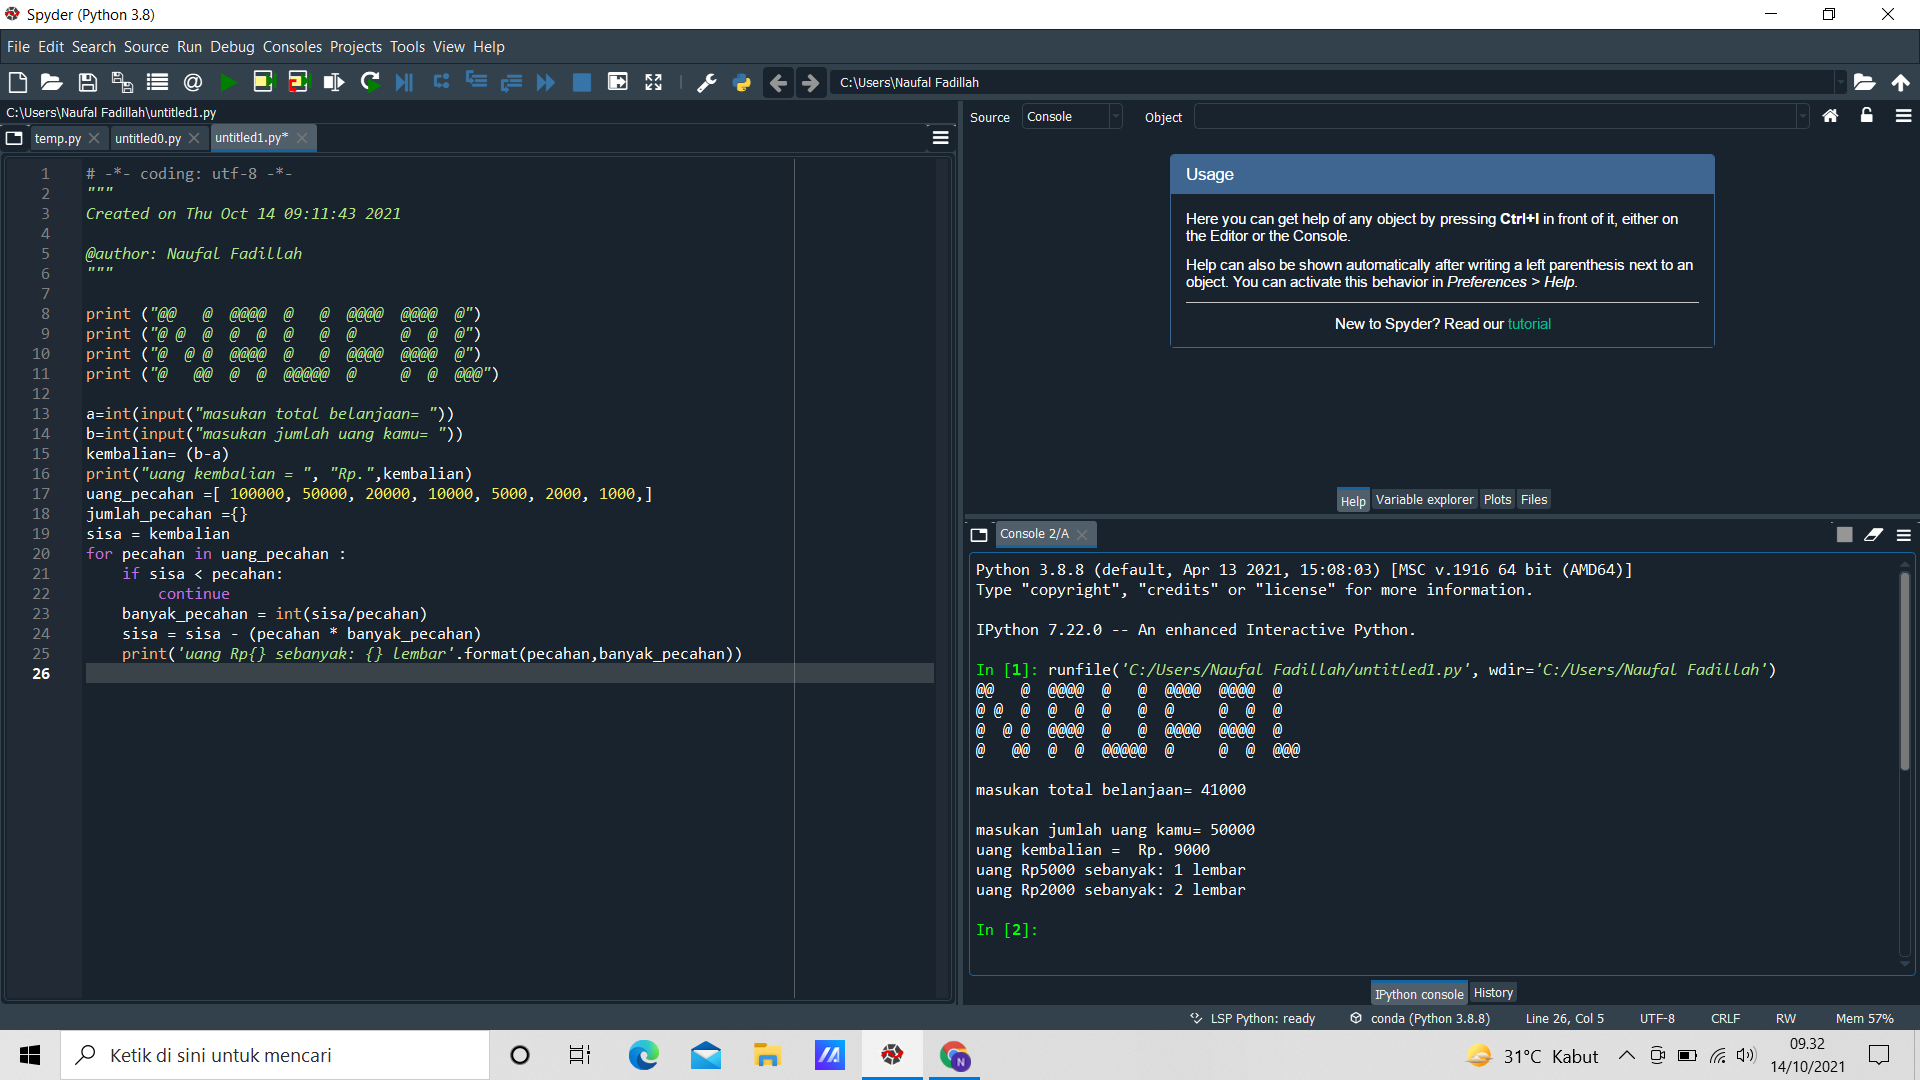 Spyder (Python 3.8)
File Edit Search Source Run Debug Consoles Projects Tools View Help
C:\Users\Naufal Fadillah
C:\Users\Naufal Fadillah\untitled1.py
temp.py untitled0.py untitled1.py*
1 # -*- coding: utf-8 -*-
2 """
3 Created on Thu Oct 14 09:11:43 2021
4
5 @author: Naufal Fadillah
6 """
7
8 print ("@@   @  @@@@  @   @  @@@@  @@@@  @")
9 print ("@ @  @  @  @  @   @  @     @  @  @")
10 print ("@  @ @  @@@@  @   @  @@@@  @@@@  @")
11 print ("@   @@  @  @  @@@@@  @     @  @  @@@")
12
13 a=int(input("masukan total belanjaan= "))
14 b=int(input("masukan jumlah uang kamu= "))
15 kembalian= (b-a)
16 print("uang kembalian = ", "Rp.",kembalian)
17 uang_pecahan =[ 100000, 50000, 20000, 10000, 5000, 2000, 1000,]
18 jumlah_pecahan ={}
19 sisa = kembalian
20 for pecahan in uang_pecahan :
21     if sisa < pecahan:
22         continue
23     banyak_pecahan = int(sisa/pecahan)
24     sisa = sisa - (pecahan * banyak_pecahan)
25     print('uang Rp{} sebanyak: {} lembar'.format(pecahan,banyak_pecahan))
26
Source Console Object
Usage
Here you can get help of any object by pressing Ctrl+I in front of it, either on
the Editor or the Console.
Help can also be shown automatically after writing a left parenthesis next to an
object. You can activate this behavior in Preferences > Help.
New to Spyder? Read our tutorial
Help Variable explorer Plots Files
Console 2/A
Python 3.8.8 (default, Apr 13 2021, 15:08:03) [MSC v.1916 64 bit (AMD64)]
Type "copyright", "credits" or "license" for more information.
IPython 7.22.0 -- An enhanced Interactive Python.
In [1]: runfile('C:/Users/Naufal Fadillah/untitled1.py', wdir='C:/Users/Naufal Fadillah')
@@   @  @@@@  @   @  @@@@  @@@@  @
@ @  @  @  @  @   @  @     @  @  @
@  @ @  @@@@  @   @  @@@@  @@@@  @
@   @@  @  @  @@@@@  @     @  @  @@@
masukan total belanjaan= 41000
masukan jumlah uang kamu= 50000
uang kembalian =  Rp. 9000
uang Rp5000 sebanyak: 1 lembar
uang Rp2000 sebanyak: 2 lembar
In [2]:
IPython console History
LSP Python: ready conda (Python 3.8.8) Line 26, Col 5 UTF-8 CRLF RW Mem 57%
Ketik di sini untuk mencari
N
31°C Kabut
09.32
14/10/2021